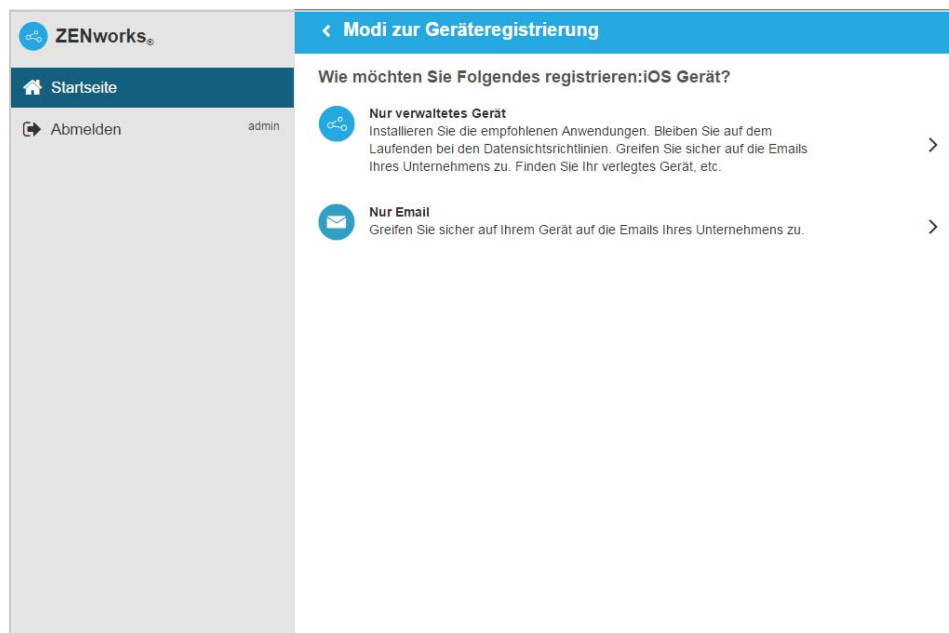 ZENworks®
Startseite
Abmelden
admin
Modi zur Geräteregistrierung
Wie möchten Sie Folgendes registrieren:iOS Gerät?
Nur verwaltetes Gerät
Installieren Sie die empfohlenen Anwendungen. Bleiben Sie auf dem
Laufenden bei den Datensichtsrichtlinien. Greifen Sie sicher auf die Emails
Ihres Unternehmens zu. Finden Sie Ihr verlegtes Gerät, etc.
Nur Email
Greifen Sie sicher auf Ihrem Gerät auf die Emails Ihres Unternehmens zu.